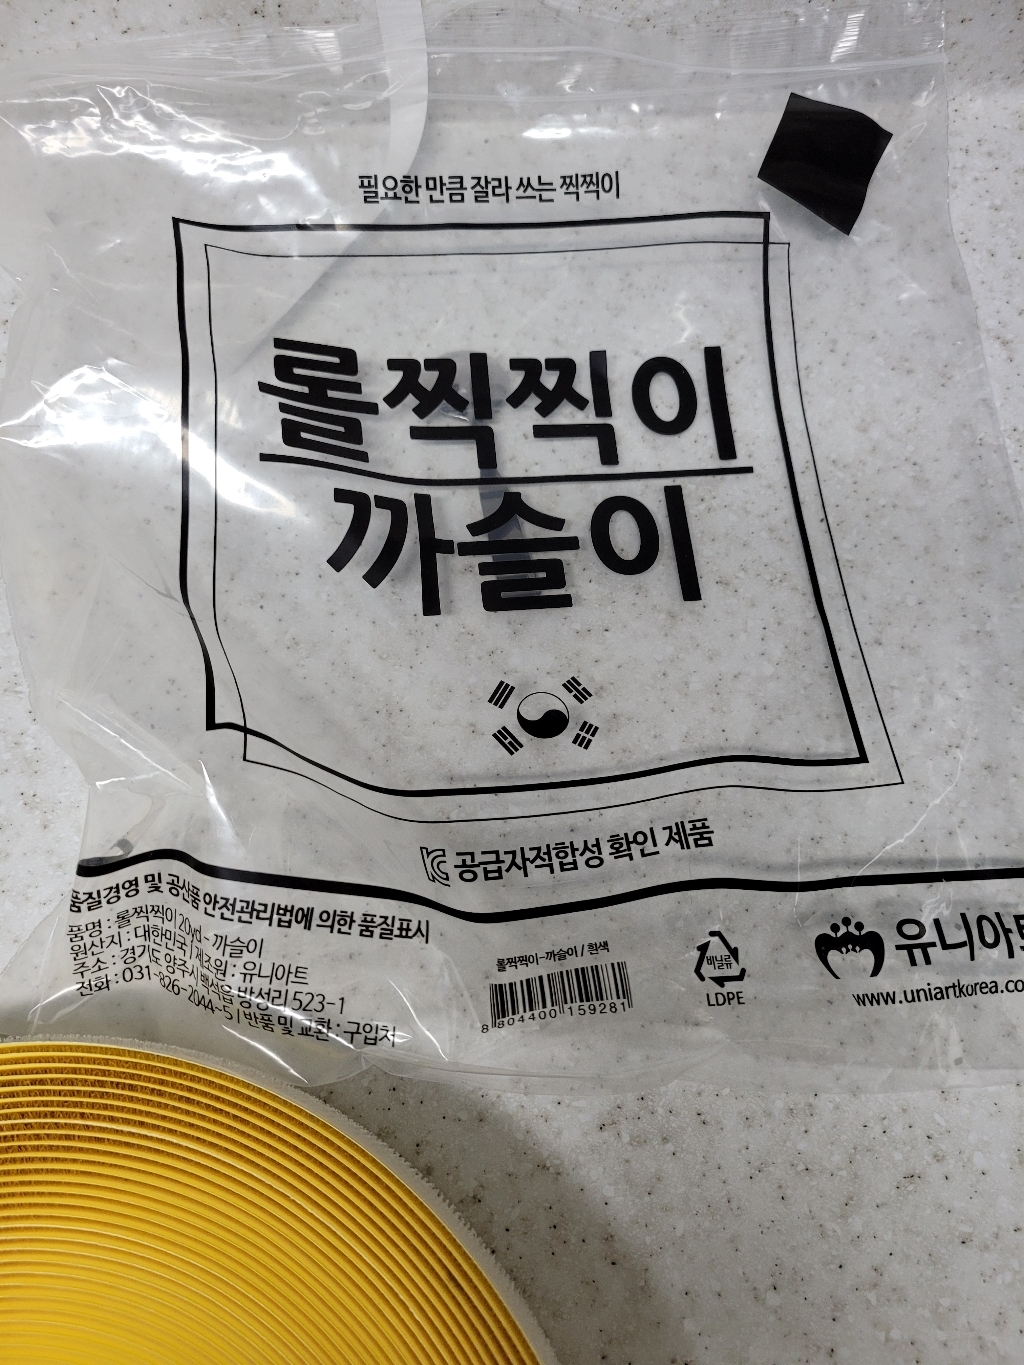 필요한 만큼 잘라 쓰는 찍찍이
롤찍찍이
까슬이
공급자적합성 확인 제품
품질경영 및 공산품 안전관리법에 의한 품질표시
품명 : 롤찍찍이 20yd - 까슬이
원산지 : 대한민국 | 제조원 : 유니아트
주소 : 경기도 양주시 백석읍 방성리 523-1
전화 : 031-826-2044~5 | 반품 및 교환 : 구입처
롤찍찍이-까슬이 / 흰색
8 804400 159281
비닐류
LDPE
유니아트
www.uniartkorea.co